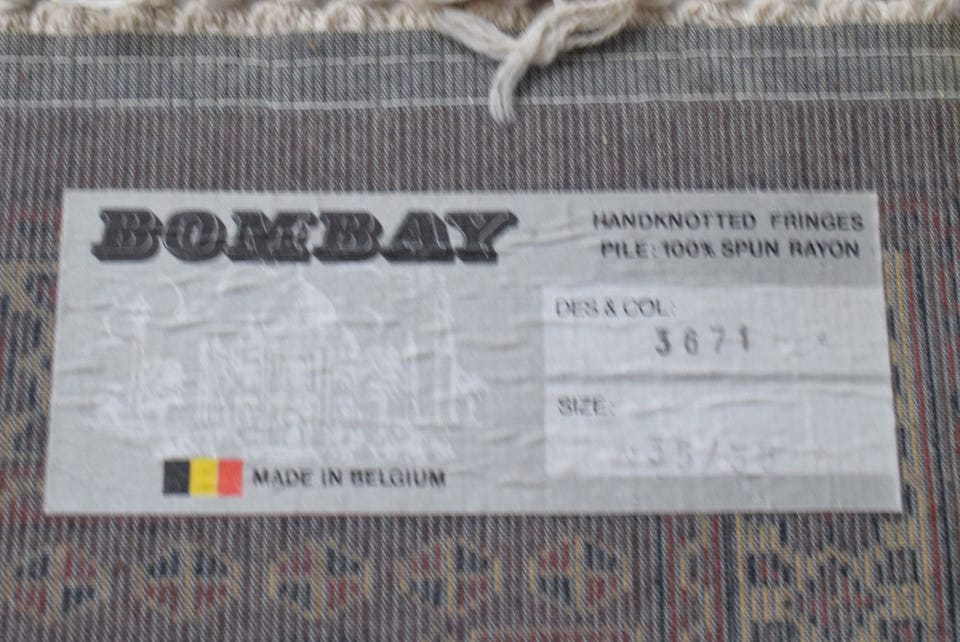 BOMBAY
HANDKNOTTED FRINGES
PILE: 100% SPUN RAYON
DES & COL:
3671
SIZE:
MADE IN BELGIUM